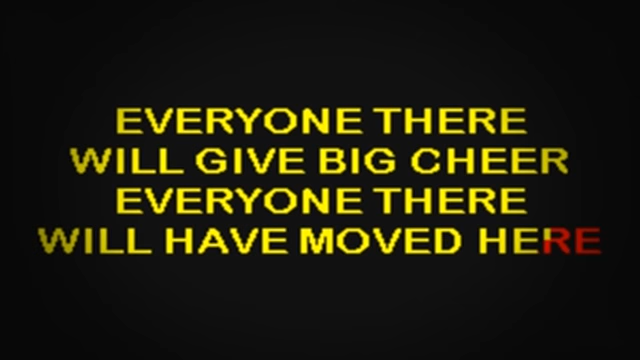 EVERYONE THERE
WILL GIVE BIG CHEER
EVERYONE THERE
WILL HAVE MOVED HERE